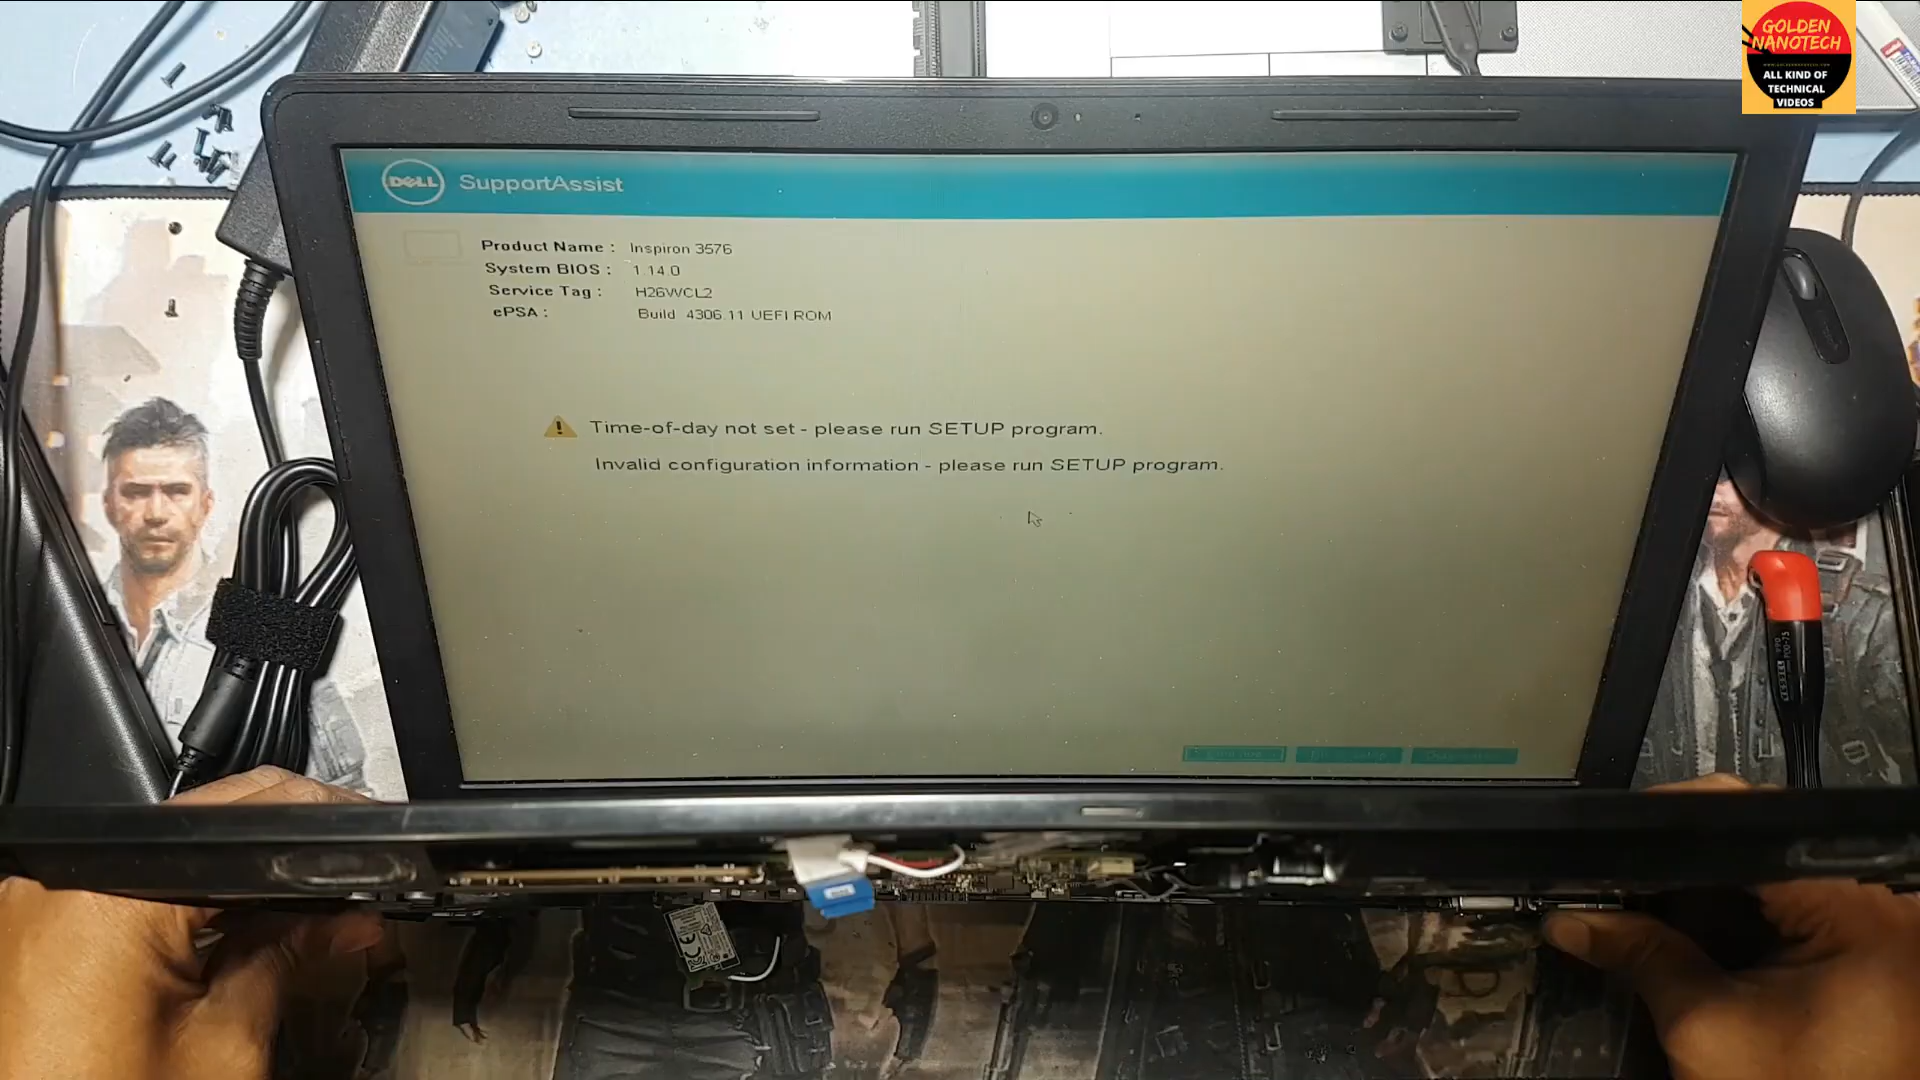 GOLDEN
NANOTECH
ALL KIND OF
TECHNICAL
VIDEOS
DELL SupportAssist
Product Name : Inspiron 3576
System BIOS : 1.14.0
Service Tag : H26WCL2
ePSA : Build 4306.11 UEFI ROM
Time-of-day not set - please run SETUP program.
Invalid configuration information - please run SETUP program.